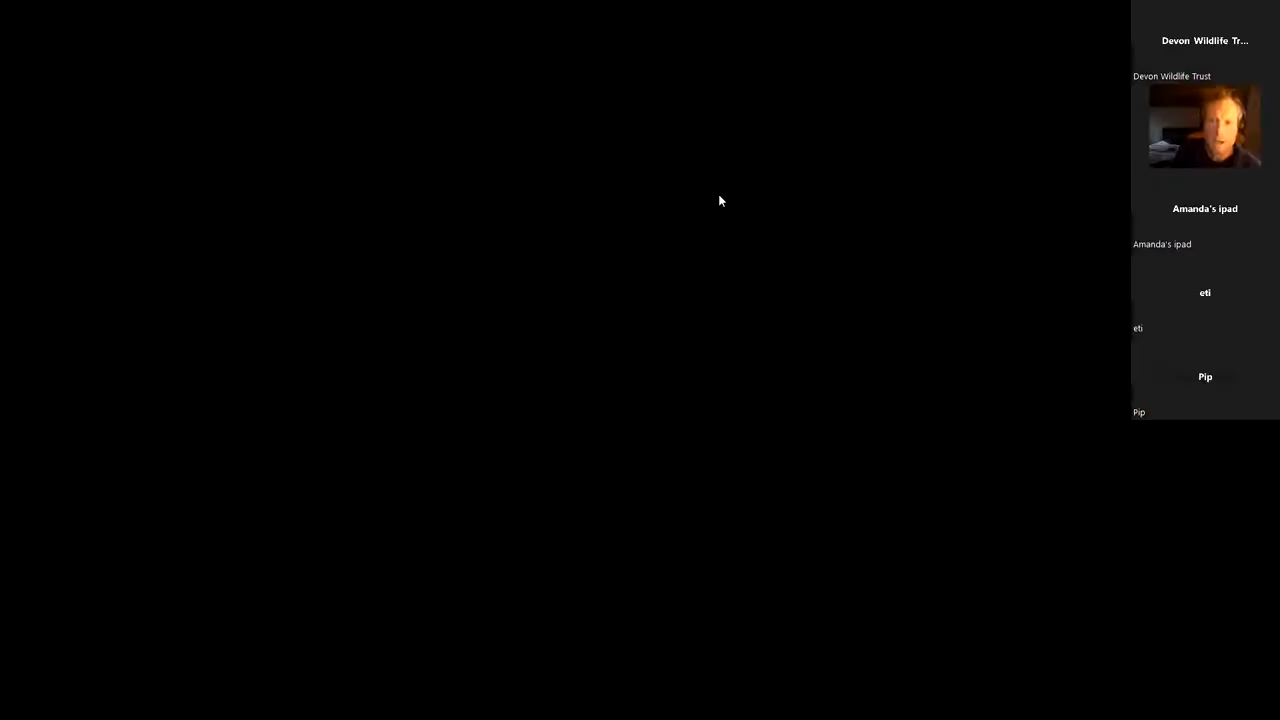 Devon Wildlife Tr...
Devon Wildlife Trust
Amanda's ipad
Amanda's ipad
eti
eti
Pip
Pip